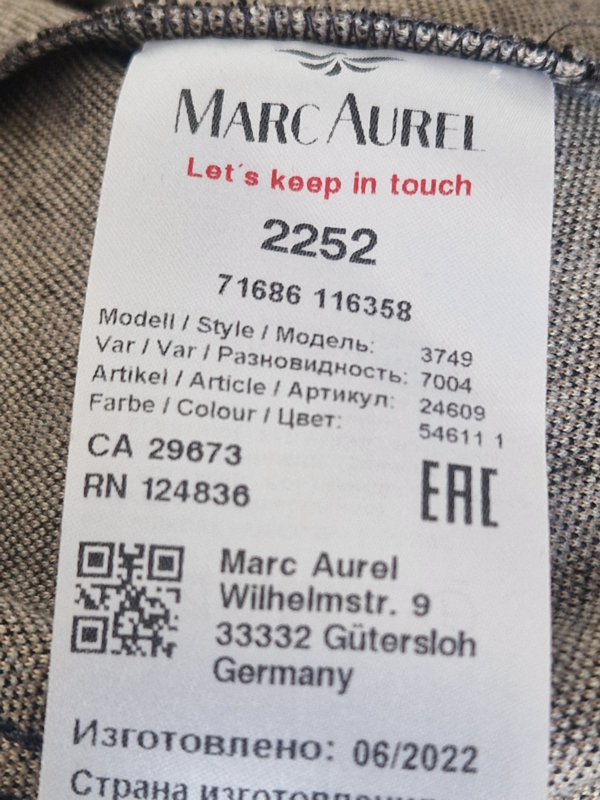 MARC AUREL
Let´s keep in touch
2252
71686 116358
Modell / Style / Модель: 3749
Var / Var / Разновидность: 7004
Artikel / Article / Артикул: 24609
Farbe / Colour / Цвет: 54611 1
CA 29673
RN 124836
EAC
Marc Aurel
Wilhelmstr. 9
33332 Gütersloh
Germany
Изготовлено: 06/2022
Страна